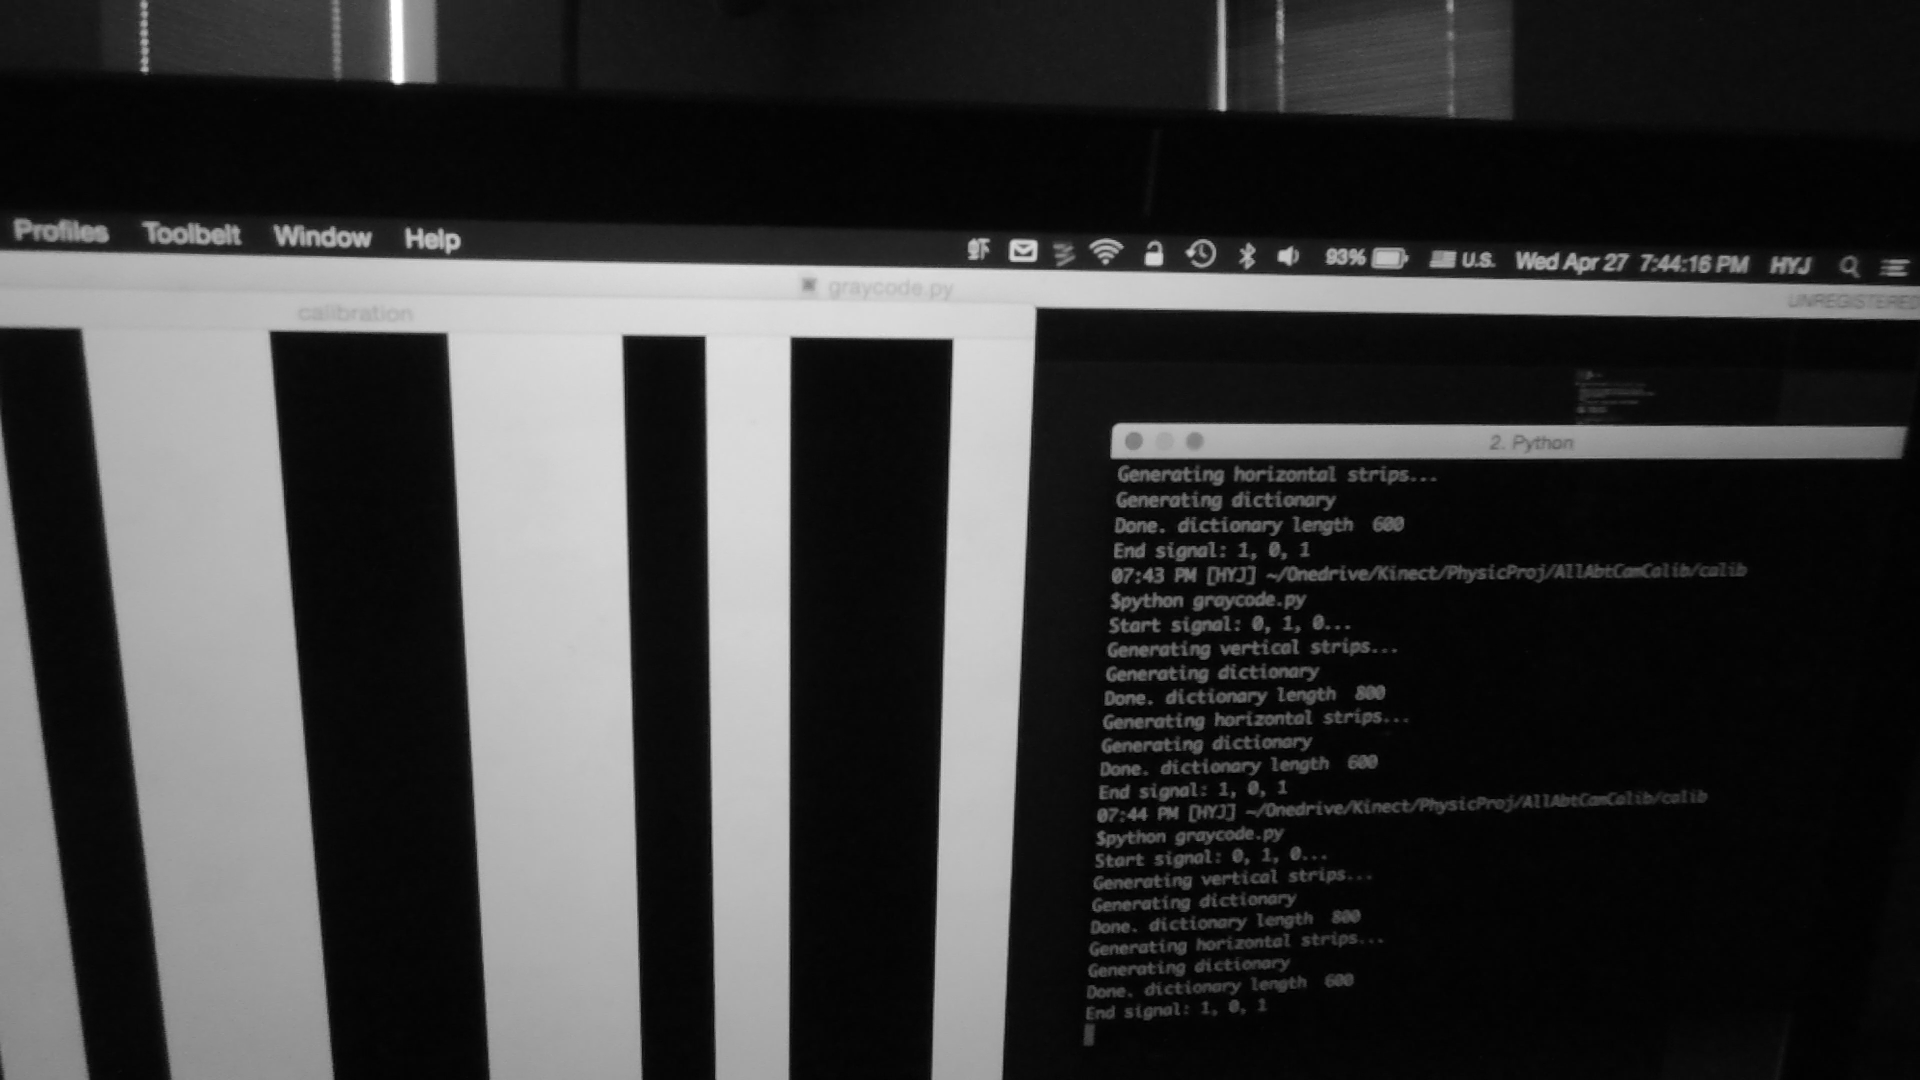 Profiles Toolbelt Window Help 虾 93% U.S. Wed Apr 27 7:44:16 PM HYJ
graycode.py
UNREGISTERED
calibration
2. Python
Generating horizontal strips...
Generating dictionary
Done. dictionary length 600
End signal: 1, 0, 1
07:43 PM [HYJ] ~/Onedrive/Kinect/PhysicProj/AllAbtCamCalib/calib
$python graycode.py
Start signal: 0, 1, 0...
Generating vertical strips...
Generating dictionary
Done. dictionary length 800
Generating horizontal strips...
Generating dictionary
Done. dictionary length 600
End signal: 1, 0, 1
07:44 PM [HYJ] ~/Onedrive/Kinect/PhysicProj/AllAbtCamCalib/calib
$python graycode.py
Start signal: 0, 1, 0...
Generating vertical strips...
Generating dictionary
Done. dictionary length 800
Generating horizontal strips...
Generating dictionary
Done. dictionary length 600
End signal: 1, 0, 1